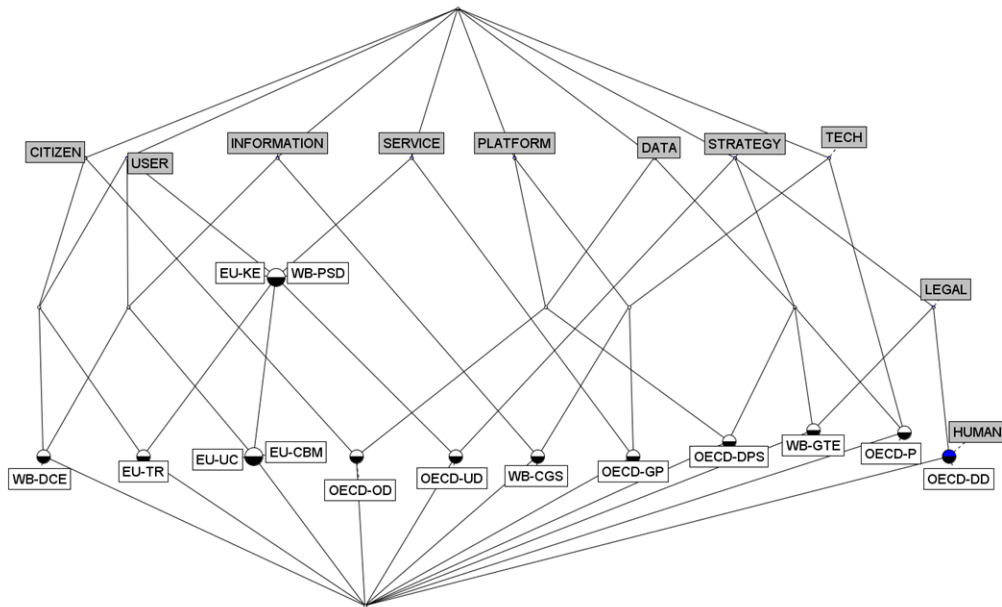 TECH
CITIZEN
USER
INFORMATION
SERVICE
PLATFORM
DATA
STRATEGY
EU-KE
WB-PSD
LEGAL
HUMAN
WB-DCE
EU-TR
EU-UC
EU-CBM
OECD-OD
OECD-UD
WB-CGS
OECD-GP
OECD-DPS
WB-GTE
OECD-P
OECD-DD